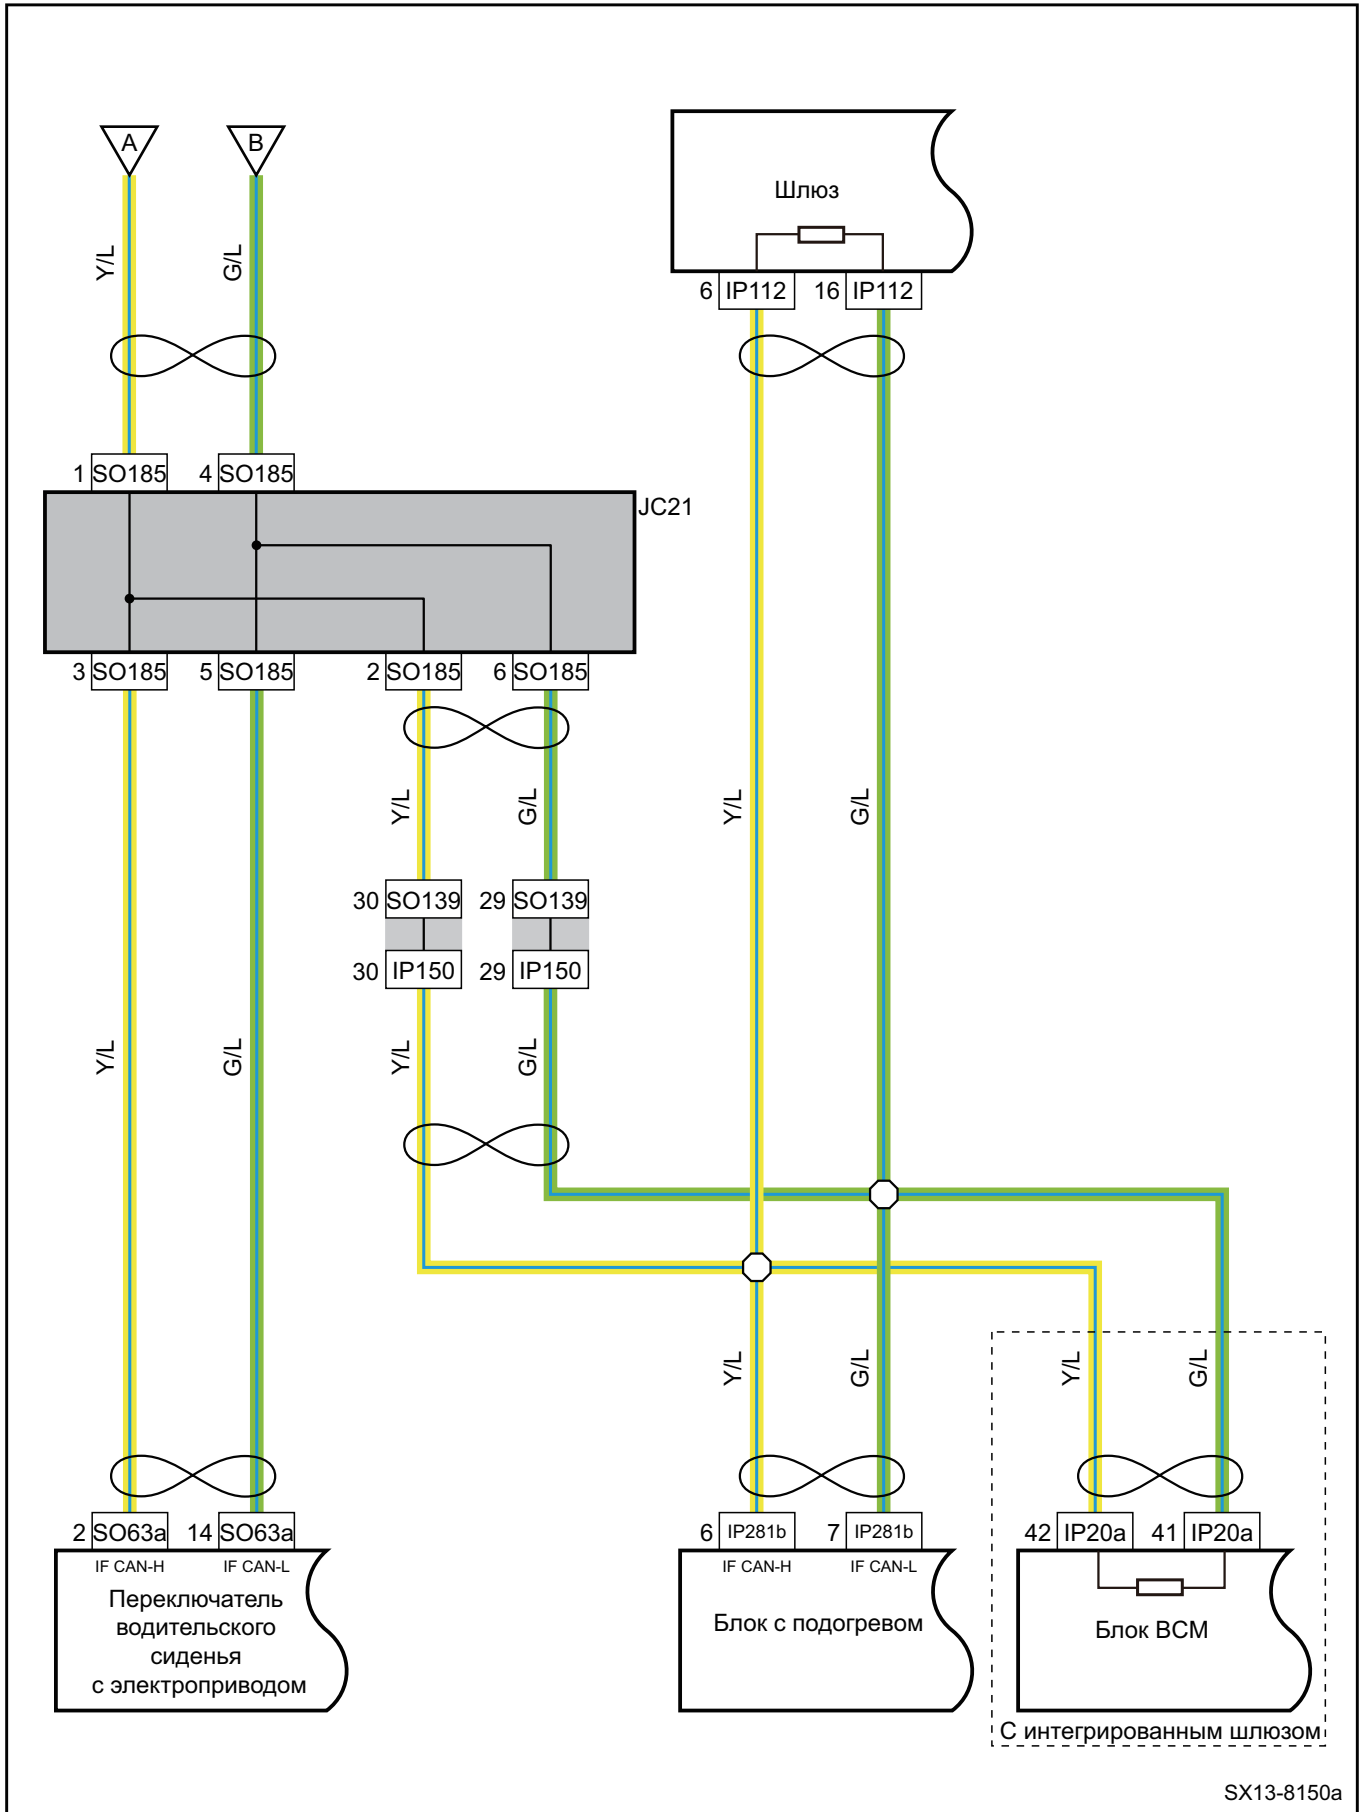 A
B
Шлюз
Y/L
G/L
6 IP112
16 IP112
1 SO185
4 SO185
JC21
3 SO185
5 SO185
2 SO185
6 SO185
Y/L
G/L
Y/L
G/L
30 SO139
29 SO139
30 IP150
29 IP150
Y/L
G/L
Y/L
G/L
Y/L
G/L
Y/L
G/L
2 SO63a
14 SO63a
6 IP281b
7 IP281b
42 IP20a
41 IP20a
IF CAN-H
IF CAN-L
IF CAN-H
IF CAN-L
Переключатель
водительского
сиденья
с электроприводом
Блок с подогревом
Блок BCM
С интегрированным шлюзом
SX13-8150a